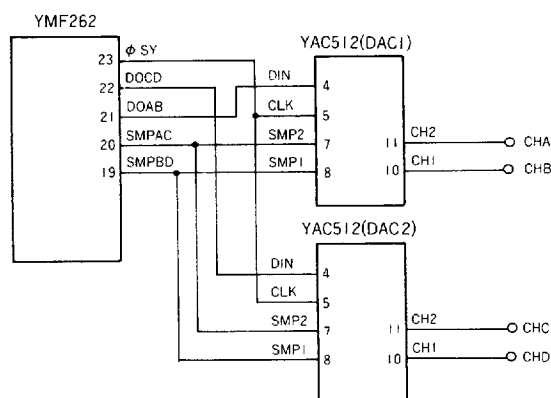 YMF262
23 φSY
22 DOCD
21 DOAB
20 SMPAC
19 SMPBD
YAC512(DAC1)
DIN 4
CLK 5
SMP2 7
SMP1 8
11 CH2 CHA
10 CH1 CHB
YAC512(DAC2)
DIN 4
CLK 5
SMP2 7
SMP1 8
11 CH2 CHC
10 CH1 CHD